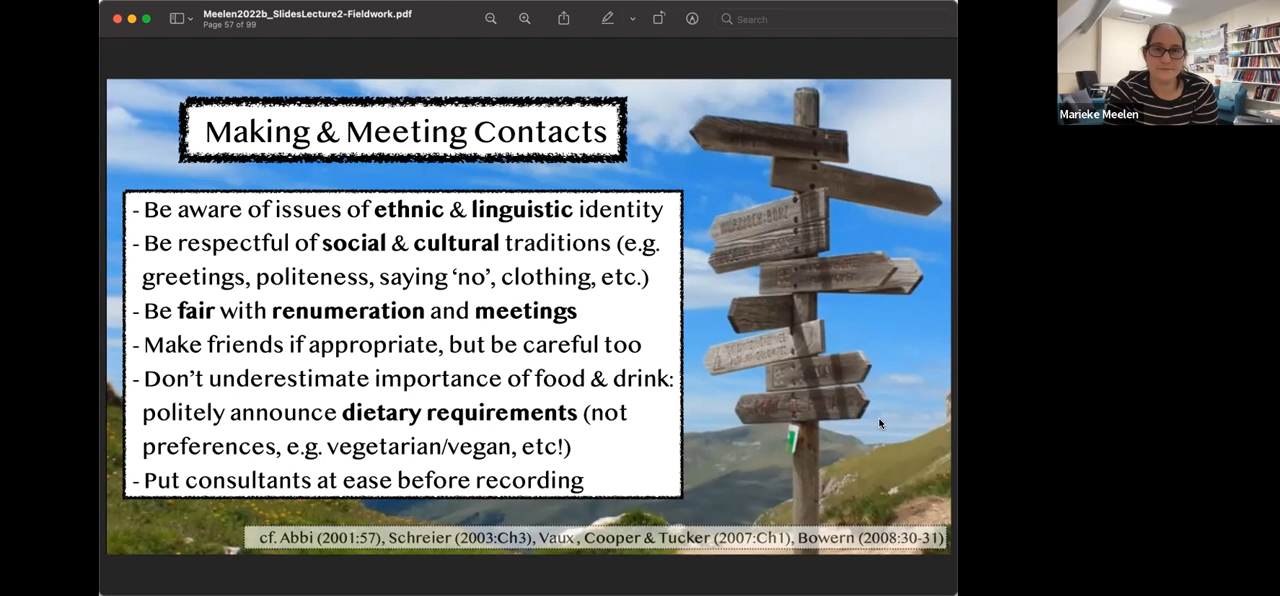 Meelen2022b_SlidesLecture2-Fieldwork.pdf
Page 57 of 99
Search
Marieke Meelen
Making & Meeting Contacts
- Be aware of issues of ethnic & linguistic identity
- Be respectful of social & cultural traditions (e.g.
greetings, politeness, saying ‘no’, clothing, etc.)
- Be fair with renumeration and meetings
- Make friends if appropriate, but be careful too
- Don’t underestimate importance of food & drink:
politely announce dietary requirements (not
preferences, e.g. vegetarian/vegan, etc!)
- Put consultants at ease before recording
cf. Abbi (2001:57), Schreier (2003:Ch3), Vaux, Cooper & Tucker (2007:Ch1), Bowern (2008:30-31)